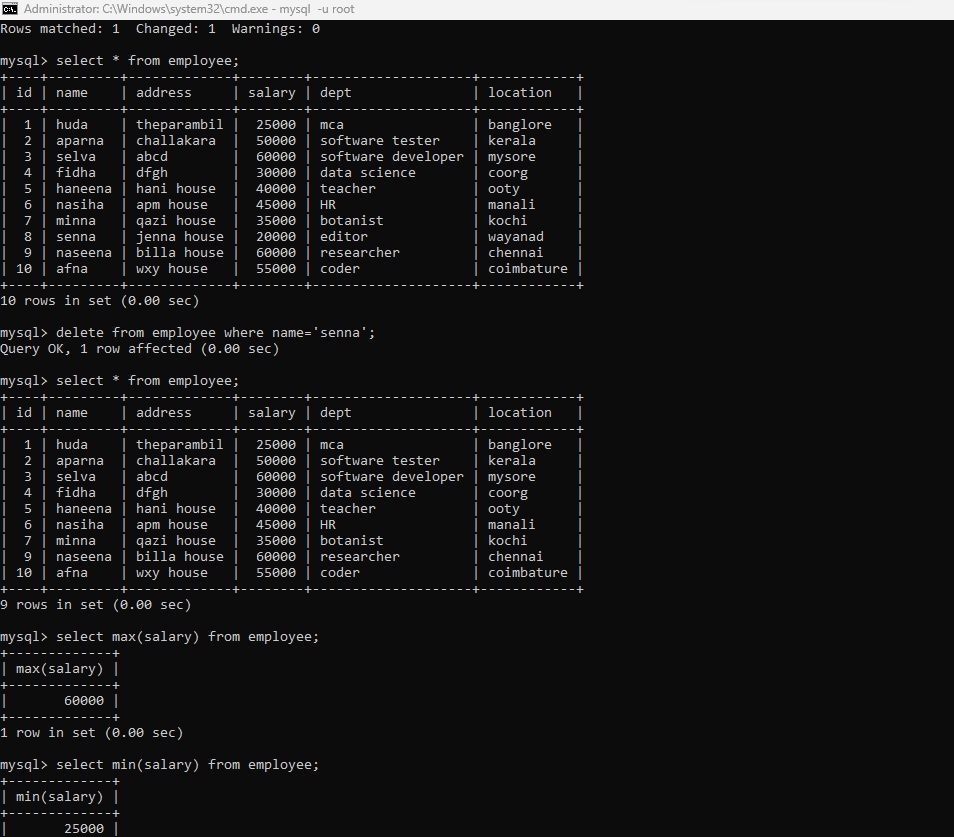 Administrator: C:\Windows\system32\cmd.exe - mysql  -u root
Rows matched: 1  Changed: 1  Warnings: 0
mysql> select * from employee;
+----+---------+-------------+--------+--------------------+------------+
| id | name    | address     | salary | dept               | location   |
+----+---------+-------------+--------+--------------------+------------+
|  1 | huda    | theparambil |  25000 | mca                | banglore   |
|  2 | aparna  | challakara  |  50000 | software tester    | kerala     |
|  3 | selva   | abcd        |  60000 | software developer | mysore     |
|  4 | fidha   | dfgh        |  30000 | data science       | coorg      |
|  5 | haneena | hani house  |  40000 | teacher            | ooty       |
|  6 | nasiha  | apm house   |  45000 | HR                 | manali     |
|  7 | minna   | qazi house  |  35000 | botanist           | kochi      |
|  8 | senna   | jenna house |  20000 | editor             | wayanad    |
|  9 | naseena | billa house |  60000 | researcher         | chennai    |
| 10 | afna    | wxy house   |  55000 | coder              | coimbature |
+----+---------+-------------+--------+--------------------+------------+
10 rows in set (0.00 sec)
mysql> delete from employee where name='senna';
Query OK, 1 row affected (0.00 sec)
mysql> select * from employee;
+----+---------+-------------+--------+--------------------+------------+
| id | name    | address     | salary | dept               | location   |
+----+---------+-------------+--------+--------------------+------------+
|  1 | huda    | theparambil |  25000 | mca                | banglore   |
|  2 | aparna  | challakara  |  50000 | software tester    | kerala     |
|  3 | selva   | abcd        |  60000 | software developer | mysore     |
|  4 | fidha   | dfgh        |  30000 | data science       | coorg      |
|  5 | haneena | hani house  |  40000 | teacher            | ooty       |
|  6 | nasiha  | apm house   |  45000 | HR                 | manali     |
|  7 | minna   | qazi house  |  35000 | botanist           | kochi      |
|  9 | naseena | billa house |  60000 | researcher         | chennai    |
| 10 | afna    | wxy house   |  55000 | coder              | coimbature |
+----+---------+-------------+--------+--------------------+------------+
9 rows in set (0.00 sec)
mysql> select max(salary) from employee;
+-------------+
| max(salary) |
+-------------+
|       60000 |
+-------------+
1 row in set (0.00 sec)
mysql> select min(salary) from employee;
+-------------+
| min(salary) |
+-------------+
|       25000 |